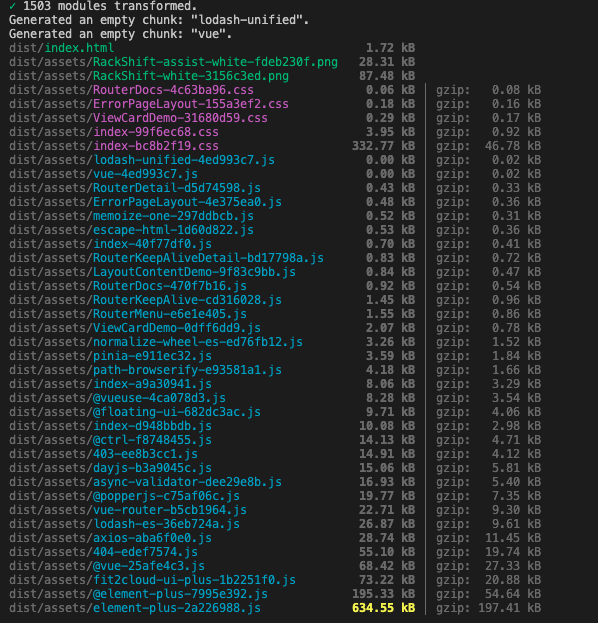 ✓ 1503 modules transformed.
Generated an empty chunk: "lodash-unified".
Generated an empty chunk: "vue".
dist/index.html 1.72 kB
dist/assets/RackShift-assist-white-fdeb230f.png 28.31 kB
dist/assets/RackShift-white-3156c3ed.png 87.48 kB
dist/assets/RouterDocs-4c63ba96.css 0.06 kB │ gzip: 0.08 kB
dist/assets/ErrorPageLayout-155a3ef2.css 0.18 kB │ gzip: 0.16 kB
dist/assets/ViewCardDemo-31680d59.css 0.29 kB │ gzip: 0.17 kB
dist/assets/index-99f6ec68.css 3.95 kB │ gzip: 0.92 kB
dist/assets/index-bc8b2f19.css 332.77 kB │ gzip: 46.78 kB
dist/assets/lodash-unified-4ed993c7.js 0.00 kB │ gzip: 0.02 kB
dist/assets/vue-4ed993c7.js 0.00 kB │ gzip: 0.02 kB
dist/assets/RouterDetail-d5d74598.js 0.43 kB │ gzip: 0.33 kB
dist/assets/ErrorPageLayout-4e375ea0.js 0.48 kB │ gzip: 0.36 kB
dist/assets/memoize-one-297ddbcb.js 0.52 kB │ gzip: 0.31 kB
dist/assets/escape-html-1d60d822.js 0.53 kB │ gzip: 0.36 kB
dist/assets/index-40f77df0.js 0.70 kB │ gzip: 0.41 kB
dist/assets/RouterKeepAliveDetail-bd17798a.js 0.83 kB │ gzip: 0.72 kB
dist/assets/LayoutContentDemo-9f83c9bb.js 0.84 kB │ gzip: 0.47 kB
dist/assets/RouterDocs-470f7b16.js 0.92 kB │ gzip: 0.54 kB
dist/assets/RouterKeepAlive-cd316028.js 1.45 kB │ gzip: 0.96 kB
dist/assets/RouterMenu-e6e1e405.js 1.55 kB │ gzip: 0.86 kB
dist/assets/ViewCardDemo-0dff6dd9.js 2.07 kB │ gzip: 0.78 kB
dist/assets/normalize-wheel-es-ed76fb12.js 3.26 kB │ gzip: 1.52 kB
dist/assets/pinia-e911ec32.js 3.59 kB │ gzip: 1.84 kB
dist/assets/path-browserify-e93581a1.js 4.18 kB │ gzip: 1.66 kB
dist/assets/index-a9a30941.js 8.06 kB │ gzip: 3.29 kB
dist/assets/@vueuse-4ca078d3.js 8.28 kB │ gzip: 3.54 kB
dist/assets/@floating-ui-682dc3ac.js 9.71 kB │ gzip: 4.06 kB
dist/assets/index-d948bbdb.js 10.08 kB │ gzip: 2.98 kB
dist/assets/@ctrl-f8748455.js 14.13 kB │ gzip: 4.71 kB
dist/assets/403-ee8b3cc1.js 14.91 kB │ gzip: 4.12 kB
dist/assets/dayjs-b3a9045c.js 15.06 kB │ gzip: 5.81 kB
dist/assets/async-validator-dee29e8b.js 16.93 kB │ gzip: 5.40 kB
dist/assets/@popperjs-c75af06c.js 19.77 kB │ gzip: 7.35 kB
dist/assets/vue-router-b5cb1964.js 22.71 kB │ gzip: 9.30 kB
dist/assets/lodash-es-36eb724a.js 26.87 kB │ gzip: 9.61 kB
dist/assets/axios-aba6f0e0.js 28.74 kB │ gzip: 11.45 kB
dist/assets/404-edef7574.js 55.10 kB │ gzip: 19.74 kB
dist/assets/@vue-25afe4c3.js 68.42 kB │ gzip: 27.33 kB
dist/assets/fit2cloud-ui-plus-1b2251f0.js 73.22 kB │ gzip: 20.88 kB
dist/assets/@element-plus-7995e392.js 195.33 kB │ gzip: 54.64 kB
dist/assets/element-plus-2a226988.js 634.55 kB │ gzip: 197.41 kB